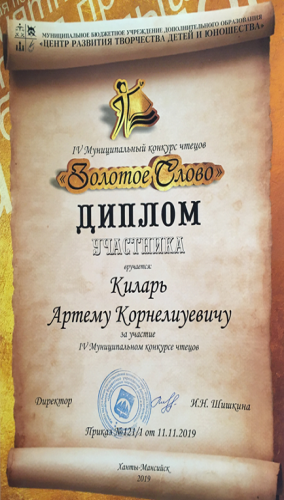 МУНИЦИПАЛЬНОЕ БЮДЖЕТНОЕ УЧРЕЖДЕНИЕ ДОПОЛНИТЕЛЬНОГО ОБРАЗОВАНИЯ
«ЦЕНТР РАЗВИТИЯ ТВОРЧЕСТВА ДЕТЕЙ И ЮНОШЕСТВА»
IV Муниципальный конкурс чтецов
«Золотое Слово»
ДИПЛОМ
УЧАСТНИКА
вручается:
Киларь
Артему Корнелиуевичу
за участие
IV Муниципальном конкурсе чтецов
Директор И.Н. Шишкина
Приказ №121/1 от 11.11.2019
Ханты-Мансийск
2019